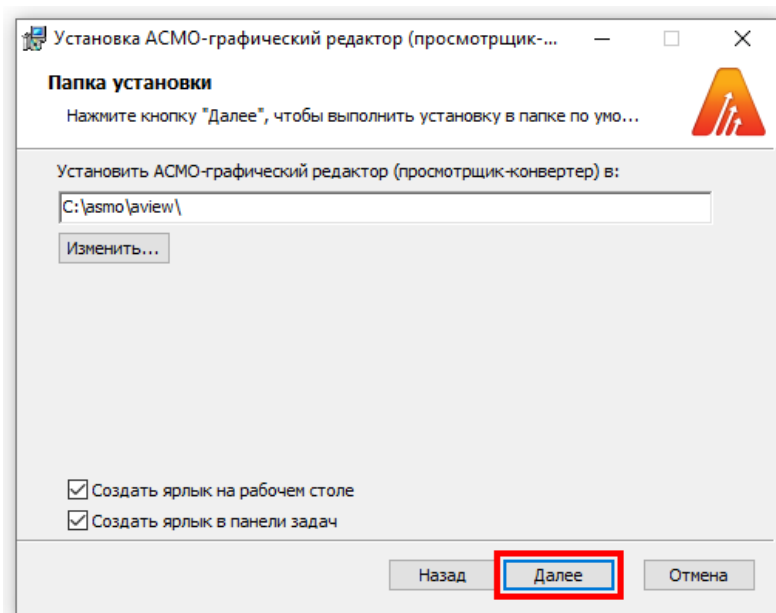 Установка АСМО-графический редактор (просмотрщик-...
Папка установки
Нажмите кнопку "Далее", чтобы выполнить установку в папке по умо...
Установить АСМО-графический редактор (просмотрщик-конвертер) в:
C:\asmo\aview\
Изменить...
Создать ярлык на рабочем столе
Создать ярлык в панели задач
Назад Далее Отмена